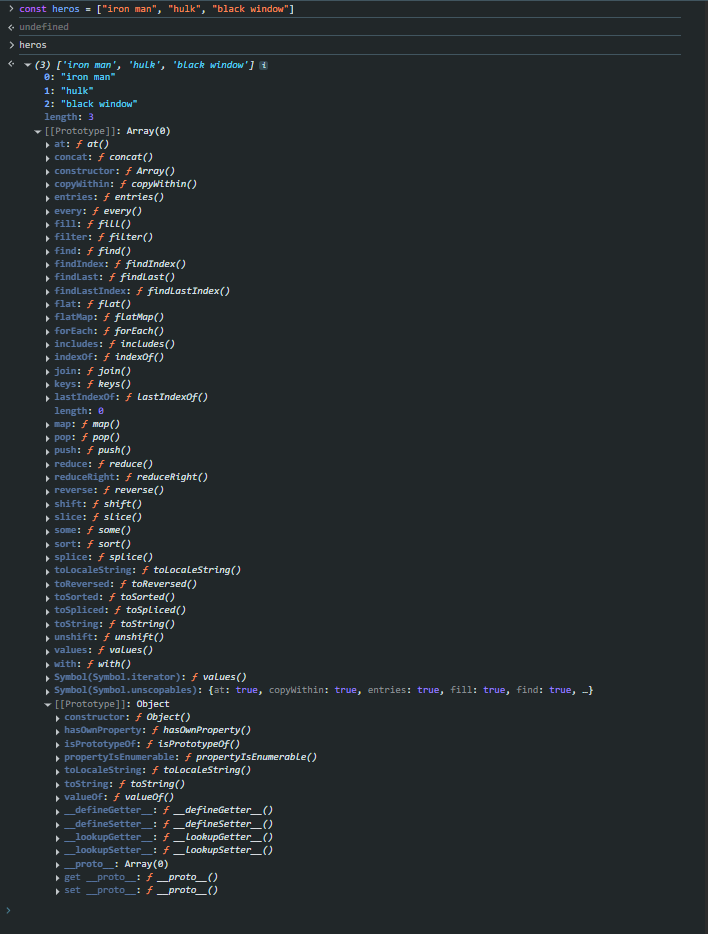 const heros = ["iron man", "hulk", "black window"]
undefined
heros
(3) ['iron man', 'hulk', 'black window'] i
0: "iron man"
1: "hulk"
2: "black window"
length: 3
[[Prototype]]: Array(0)
at: ƒ at()
concat: ƒ concat()
constructor: ƒ Array()
copyWithin: ƒ copyWithin()
entries: ƒ entries()
every: ƒ every()
fill: ƒ fill()
filter: ƒ filter()
find: ƒ find()
findIndex: ƒ findIndex()
findLast: ƒ findLast()
findLastIndex: ƒ findLastIndex()
flat: ƒ flat()
flatMap: ƒ flatMap()
forEach: ƒ forEach()
includes: ƒ includes()
indexOf: ƒ indexOf()
join: ƒ join()
keys: ƒ keys()
lastIndexOf: ƒ lastIndexOf()
length: 0
map: ƒ map()
pop: ƒ pop()
push: ƒ push()
reduce: ƒ reduce()
reduceRight: ƒ reduceRight()
reverse: ƒ reverse()
shift: ƒ shift()
slice: ƒ slice()
some: ƒ some()
sort: ƒ sort()
splice: ƒ splice()
toLocaleString: ƒ toLocaleString()
toReversed: ƒ toReversed()
toSorted: ƒ toSorted()
toSpliced: ƒ toSpliced()
toString: ƒ toString()
unshift: ƒ unshift()
values: ƒ values()
with: ƒ with()
Symbol(Symbol.iterator): ƒ values()
Symbol(Symbol.unscopables): {at: true, copyWithin: true, entries: true, fill: true, find: true, …}
[[Prototype]]: Object
constructor: ƒ Object()
hasOwnProperty: ƒ hasOwnProperty()
isPrototypeOf: ƒ isPrototypeOf()
propertyIsEnumerable: ƒ propertyIsEnumerable()
toLocaleString: ƒ toLocaleString()
toString: ƒ toString()
valueOf: ƒ valueOf()
__defineGetter__: ƒ __defineGetter__()
__defineSetter__: ƒ __defineSetter__()
__lookupGetter__: ƒ __lookupGetter__()
__lookupSetter__: ƒ __lookupSetter__()
__proto__: Array(0)
get __proto__: ƒ __proto__()
set __proto__: ƒ __proto__()